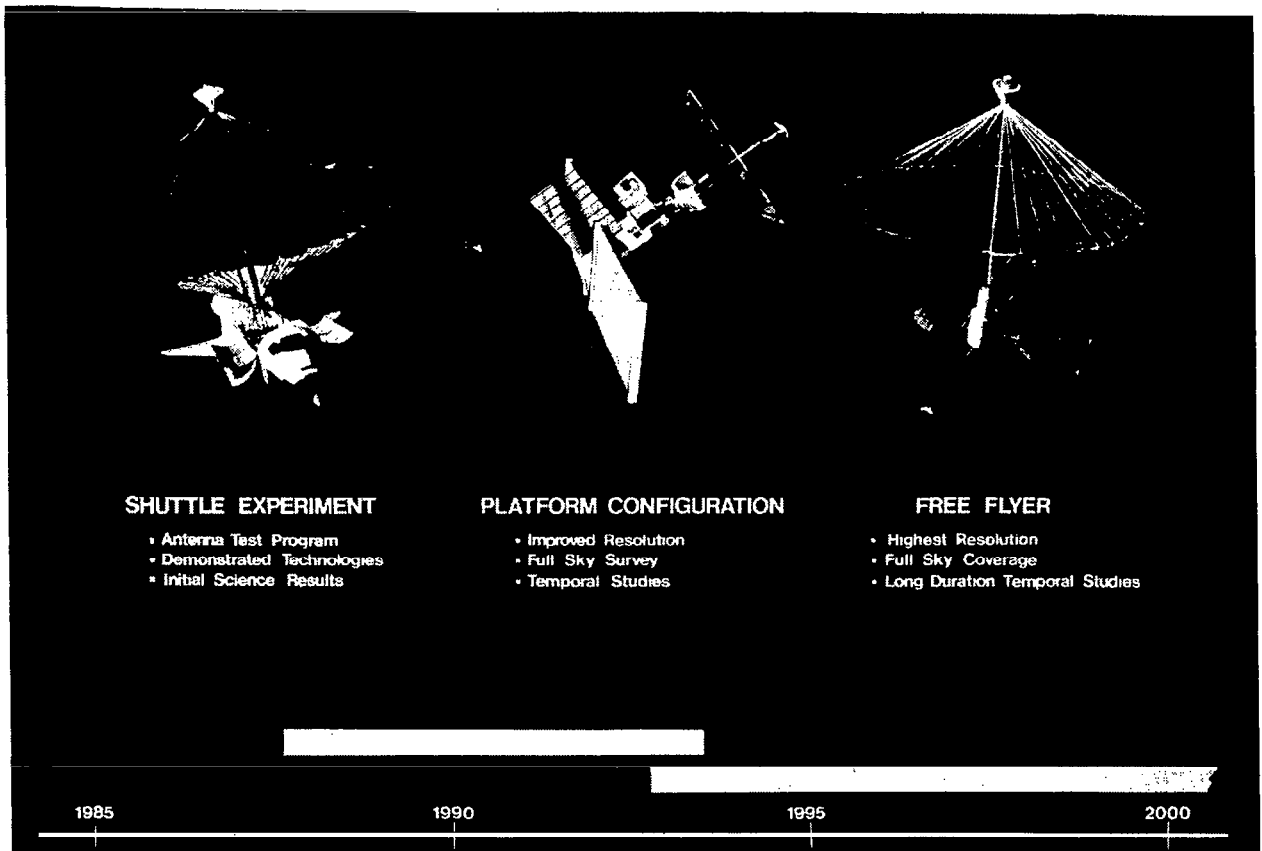 SHUTTLE EXPERIMENT
• Antenna Test Program
• Demonstrated Technologies
• Initial Science Results
PLATFORM CONFIGURATION
• Improved Resolution
• Full Sky Survey
• Temporal Studies
FREE FLYER
• Highest Resolution
• Full Sky Coverage
• Long Duration Temporal Studies
1985 1990 1995 2000